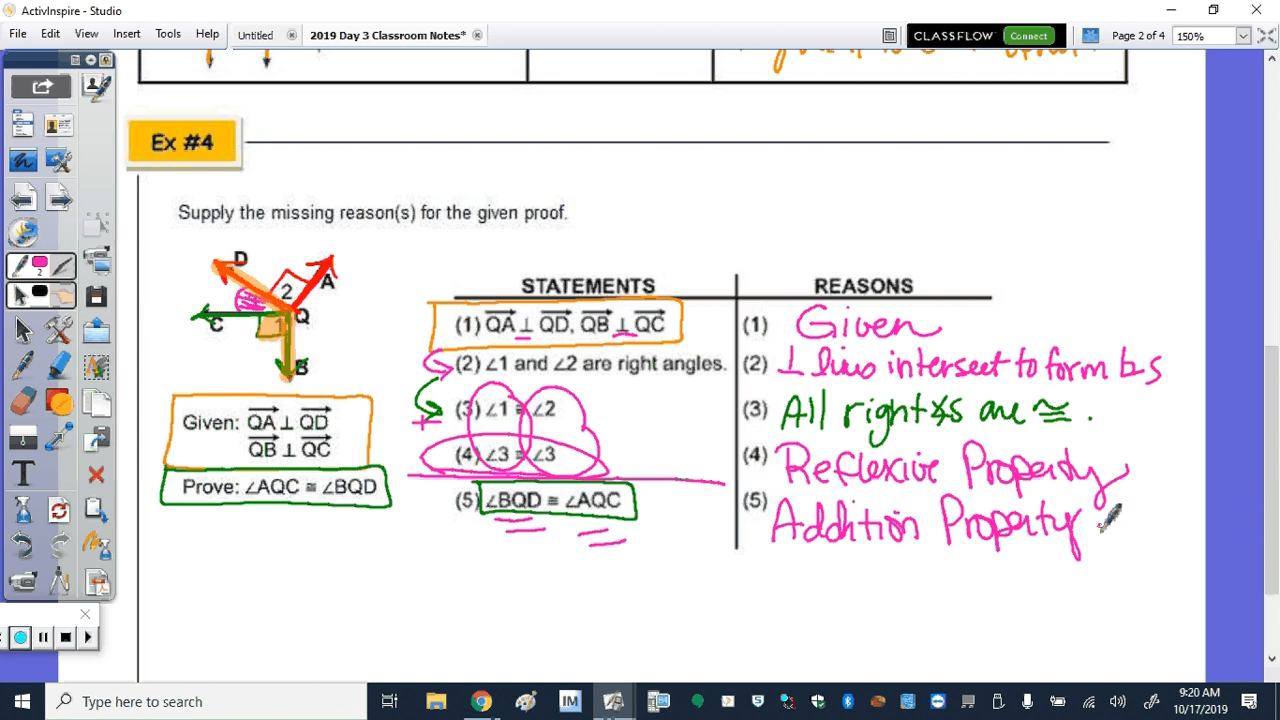 ActivInspire - Studio
File Edit View Insert Tools Help Untitled 2019 Day 3 Classroom Notes* CLASSFLOW Connect Page 2 of 4 150%
Ex #4
Supply the missing reason(s) for the given proof.
D
A
2
Q
C
1
B
Given: QA ⊥ QD
QB ⊥ QC
Prove: ∠AQC ≅ ∠BQD
STATEMENTS REASONS
(1) QA ⊥ QD, QB ⊥ QC (1) Given
(2) ∠1 and ∠2 are right angles. (2) ⊥ lines intersect to form ⊾s
(3) ∠1 ≅ ∠2 (3) All right ∡s are ≅.
(4) ∠3 ≅ ∠3 (4) Reflexive Property
(5) ∠BQD ≅ ∠AQC (5) Addition Property
Type here to search
IM
9:20 AM
10/17/2019